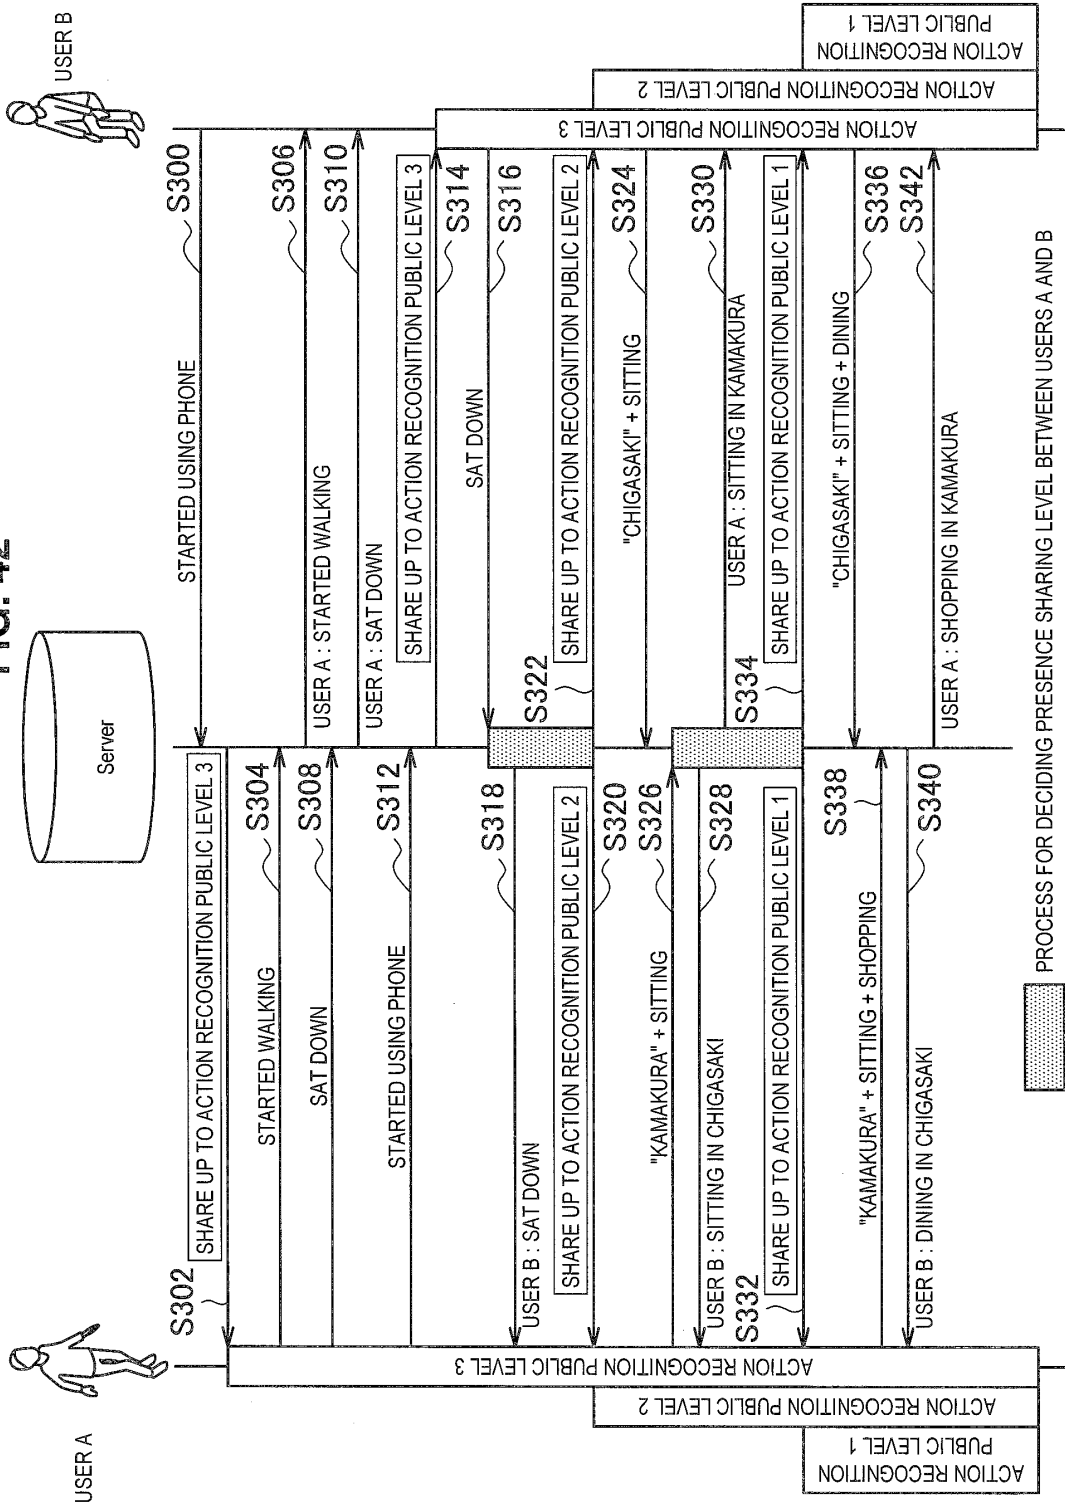 FIG. 42
USER A
Server
USER B
STARTED USING PHONE
S300
S302
SHARE UP TO ACTION RECOGNITION PUBLIC LEVEL 3
STARTED WALKING
S304
USER A : STARTED WALKING
S306
SAT DOWN
S308
USER A : SAT DOWN
S310
STARTED USING PHONE
S312
SHARE UP TO ACTION RECOGNITION PUBLIC LEVEL 3
S314
SAT DOWN
S316
USER B : SAT DOWN
S318
SHARE UP TO ACTION RECOGNITION PUBLIC LEVEL 2
S320
S322
SHARE UP TO ACTION RECOGNITION PUBLIC LEVEL 2
"CHIGASAKI" + SITTING
S324
"KAMAKURA" + SITTING
S326
USER B : SITTING IN CHIGASAKI
S328
USER A : SITTING IN KAMAKURA
S330
S332
SHARE UP TO ACTION RECOGNITION PUBLIC LEVEL 1
S334
SHARE UP TO ACTION RECOGNITION PUBLIC LEVEL 1
"CHIGASAKI" + SITTING + DINING
S336
"KAMAKURA" + SITTING + SHOPPING
S338
USER B : DINING IN CHIGASAKI
S340
USER A : SHOPPING IN KAMAKURA
S342
ACTION RECOGNITION PUBLIC LEVEL 3
ACTION RECOGNITION PUBLIC LEVEL 2
ACTION RECOGNITION
PUBLIC LEVEL 1
ACTION RECOGNITION PUBLIC LEVEL 3
ACTION RECOGNITION PUBLIC LEVEL 2
ACTION RECOGNITION
PUBLIC LEVEL 1
PROCESS FOR DECIDING PRESENCE SHARING LEVEL BETWEEN USERS A AND B